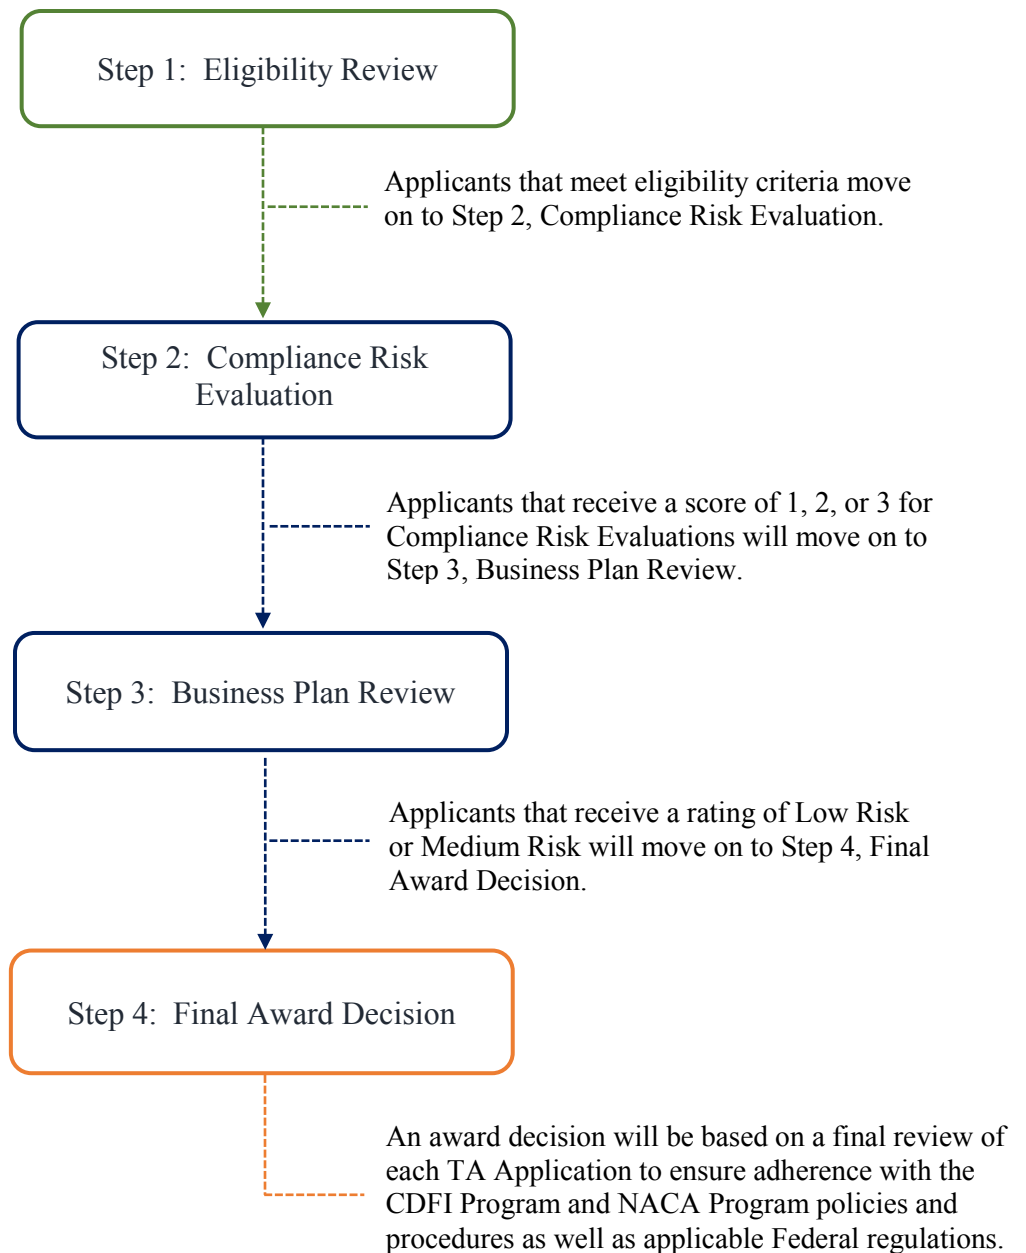 Step 1:  Eligibility Review
Applicants that meet eligibility criteria move
on to Step 2, Compliance Risk Evaluation.
Step 2:  Compliance Risk
Evaluation
Applicants that receive a score of 1, 2, or 3 for
Compliance Risk Evaluations will move on to
Step 3, Business Plan Review.
Step 3:  Business Plan Review
Applicants that receive a rating of Low Risk
or Medium Risk will move on to Step 4, Final
Award Decision.
Step 4:  Final Award Decision
An award decision will be based on a final review of
each TA Application to ensure adherence with the
CDFI Program and NACA Program policies and
procedures as well as applicable Federal regulations.